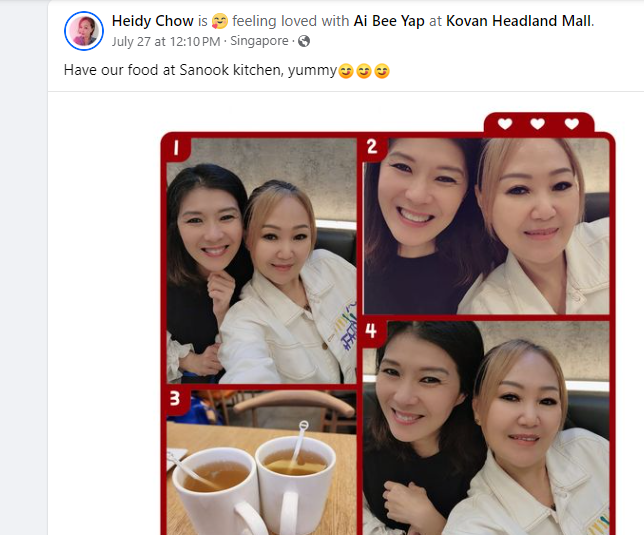 Heidy Chow is 🥰 feeling loved with Ai Bee Yap at Kovan Headland Mall.
July 27 at 12:10 PM · Singapore ·
Have our food at Sanook kitchen, yummy😋😋😋
1
2
3
4